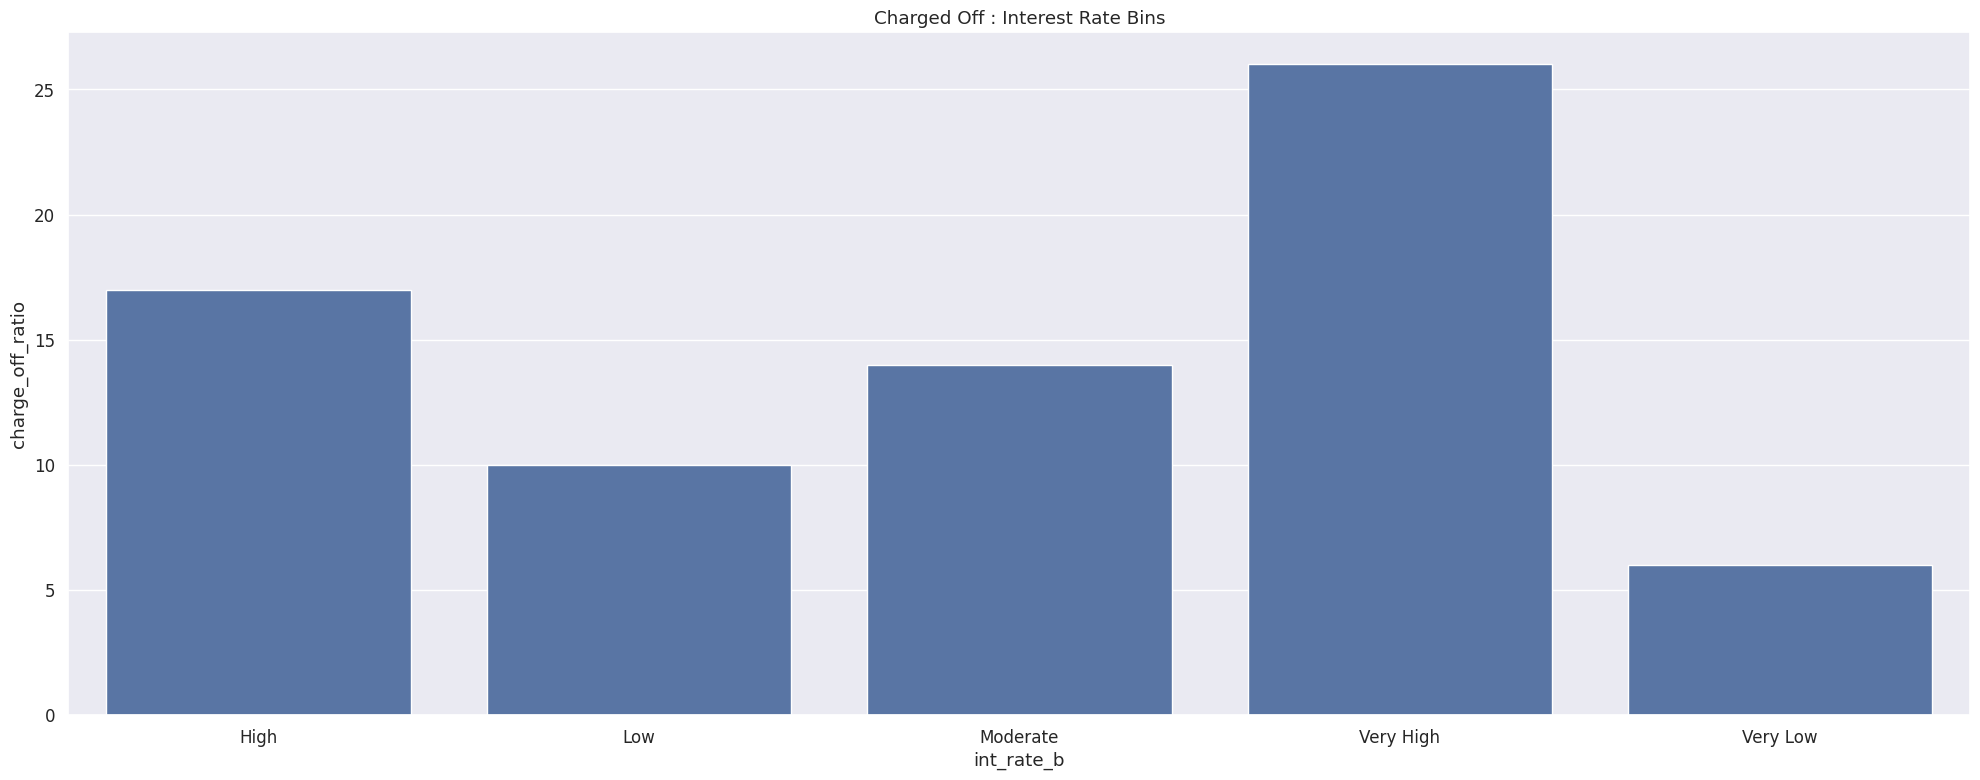 Charged Off : Interest Rate Bins
charge_off_ratio
25
20
15
10
5
0
High Low Moderate Very High Very Low
int_rate_b